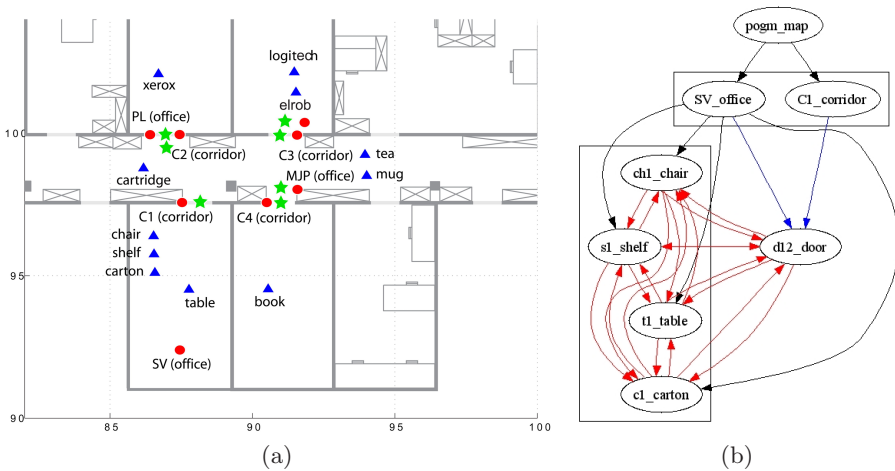 logitech
xerox
elrob
PL (office)
100
C2 (corridor)
C3 (corridor)
tea
MJP (office)
mug
cartridge
C1 (corridor)
C4 (corridor)
chair
shelf
95
carton
table
book
SV (office)
90
85
90
95
100
(a)
pogm_map
SV_office
C1_corridor
ch1_chair
s1_shelf
d12_door
t1_table
c1_carton
(b)